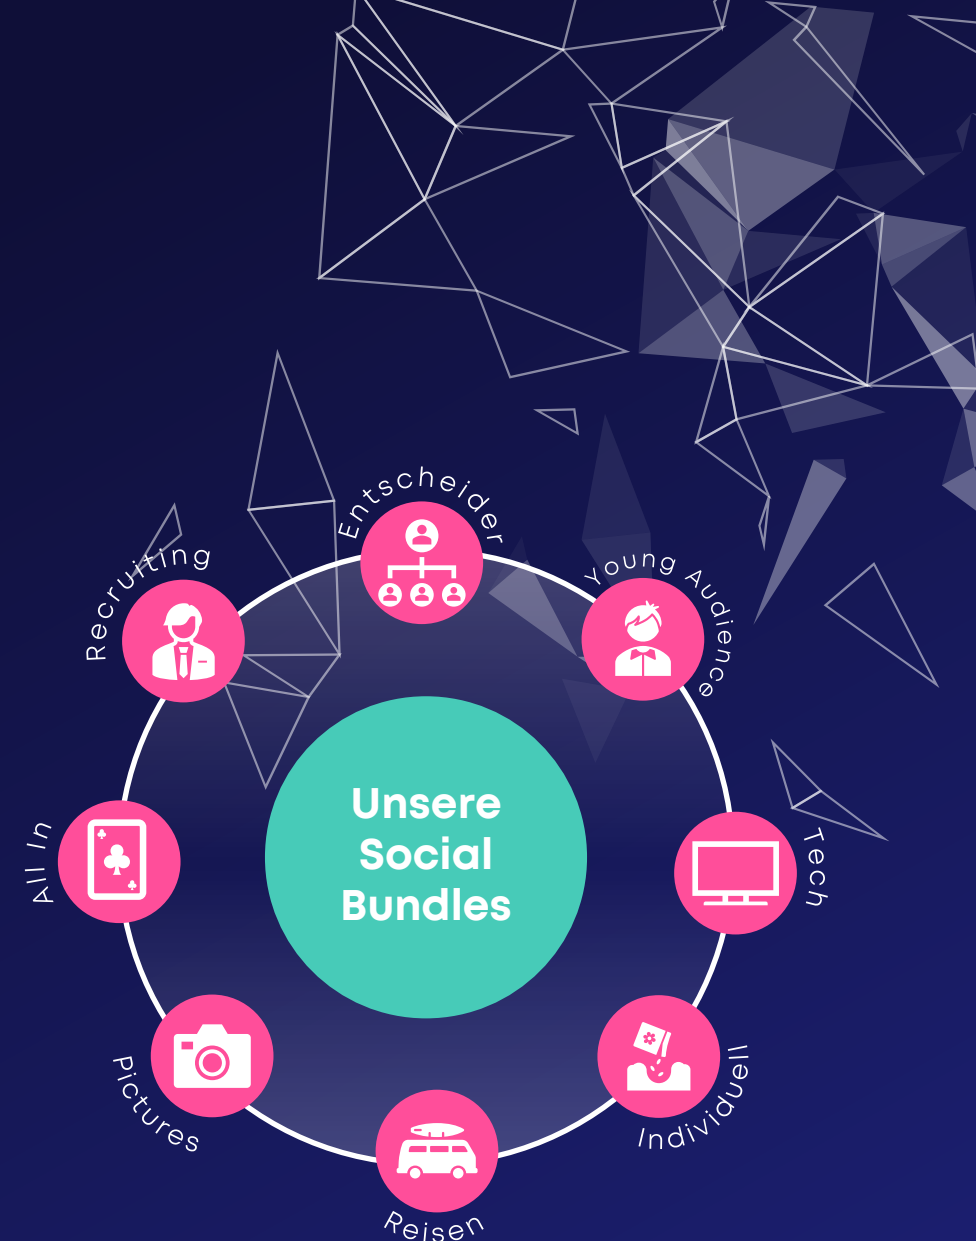 Entscheider
Recruiting
Young Audience
Unsere
Social
Bundles
All In
Tech
Pictures
Individuell
Reisen